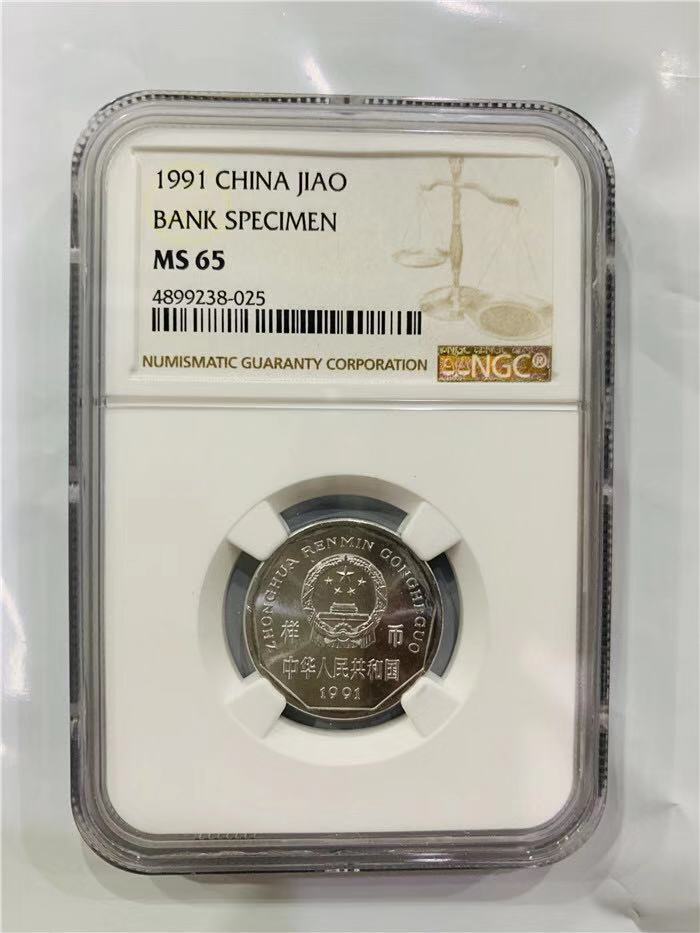 1991 CHINA JIAO
BANK SPECIMEN
MS 65
4899238-025
NUMISMATIC GUARANTY CORPORATION
NGC®
ZHONGHUA RENMIN GONGHEGUO
样 币
中华人民共和国
1991